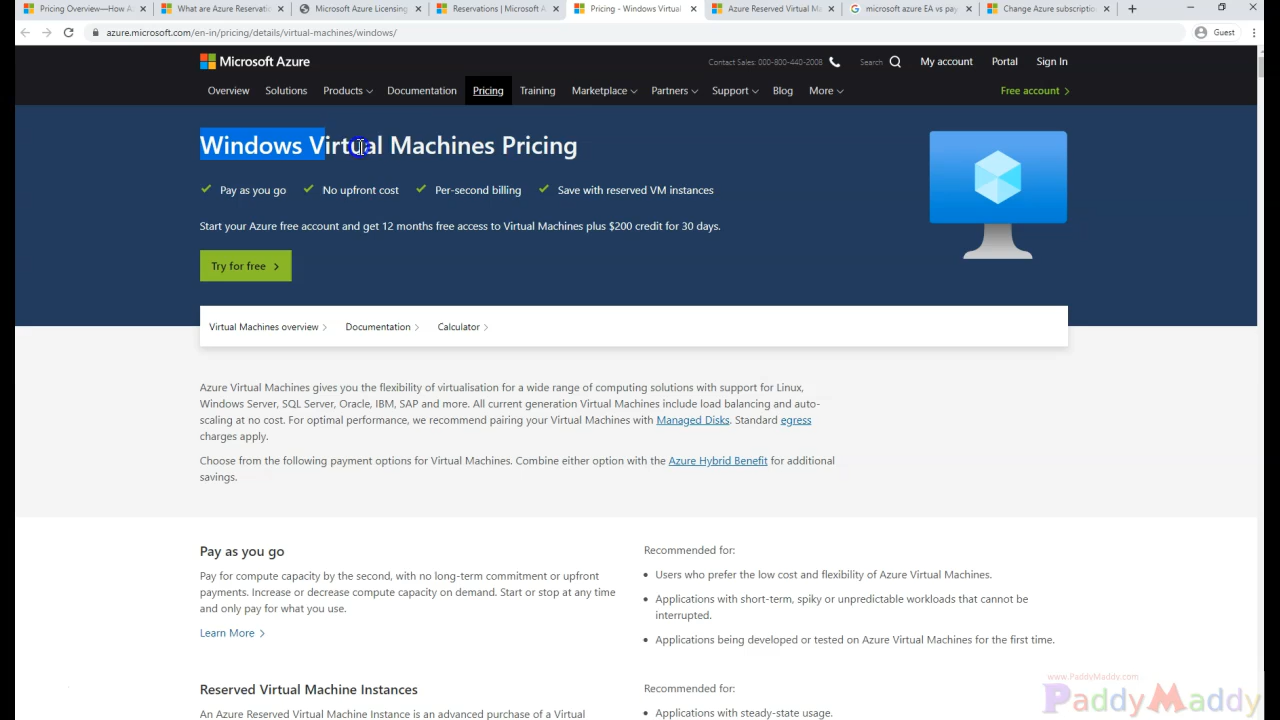 Pricing Overview—How A
What are Azure Reservati
Microsoft Azure Licensing
Reservations | Microsoft A
Pricing - Windows Virtual
Azure Reserved Virtual Ma
microsoft azure EA vs pay
Change Azure subscriptio
azure.microsoft.com/en-in/pricing/details/virtual-machines/windows/
Guest
Microsoft Azure
Contact Sales: 000-800-440-2008
Search
My account
Portal
Sign In
Overview
Solutions
Products
Documentation
Pricing
Training
Marketplace
Partners
Support
Blog
More
Free account
Windows Virtual Machines Pricing
Pay as you go
No upfront cost
Per-second billing
Save with reserved VM instances
Start your Azure free account and get 12 months free access to Virtual Machines plus $200 credit for 30 days.
Try for free
Virtual Machines overview
Documentation
Calculator
Azure Virtual Machines gives you the flexibility of virtualisation for a wide range of computing solutions with support for Linux,
Windows Server, SQL Server, Oracle, IBM, SAP and more. All current generation Virtual Machines include load balancing and auto-
scaling at no cost. For optimal performance, we recommend pairing your Virtual Machines with Managed Disks. Standard egress
charges apply.
Choose from the following payment options for Virtual Machines. Combine either option with the Azure Hybrid Benefit for additional
savings.
Pay as you go
Pay for compute capacity by the second, with no long-term commitment or upfront
payments. Increase or decrease compute capacity on demand. Start or stop at any time
and only pay for what you use.
Learn More
Recommended for:
Users who prefer the low cost and flexibility of Azure Virtual Machines.
Applications with short-term, spiky or unpredictable workloads that cannot be
interrupted.
Applications being developed or tested on Azure Virtual Machines for the first time.
Reserved Virtual Machine Instances
An Azure Reserved Virtual Machine Instance is an advanced purchase of a Virtual
Recommended for:
Applications with steady-state usage.
www.PaddyMaddy.com
PaddyMaddy